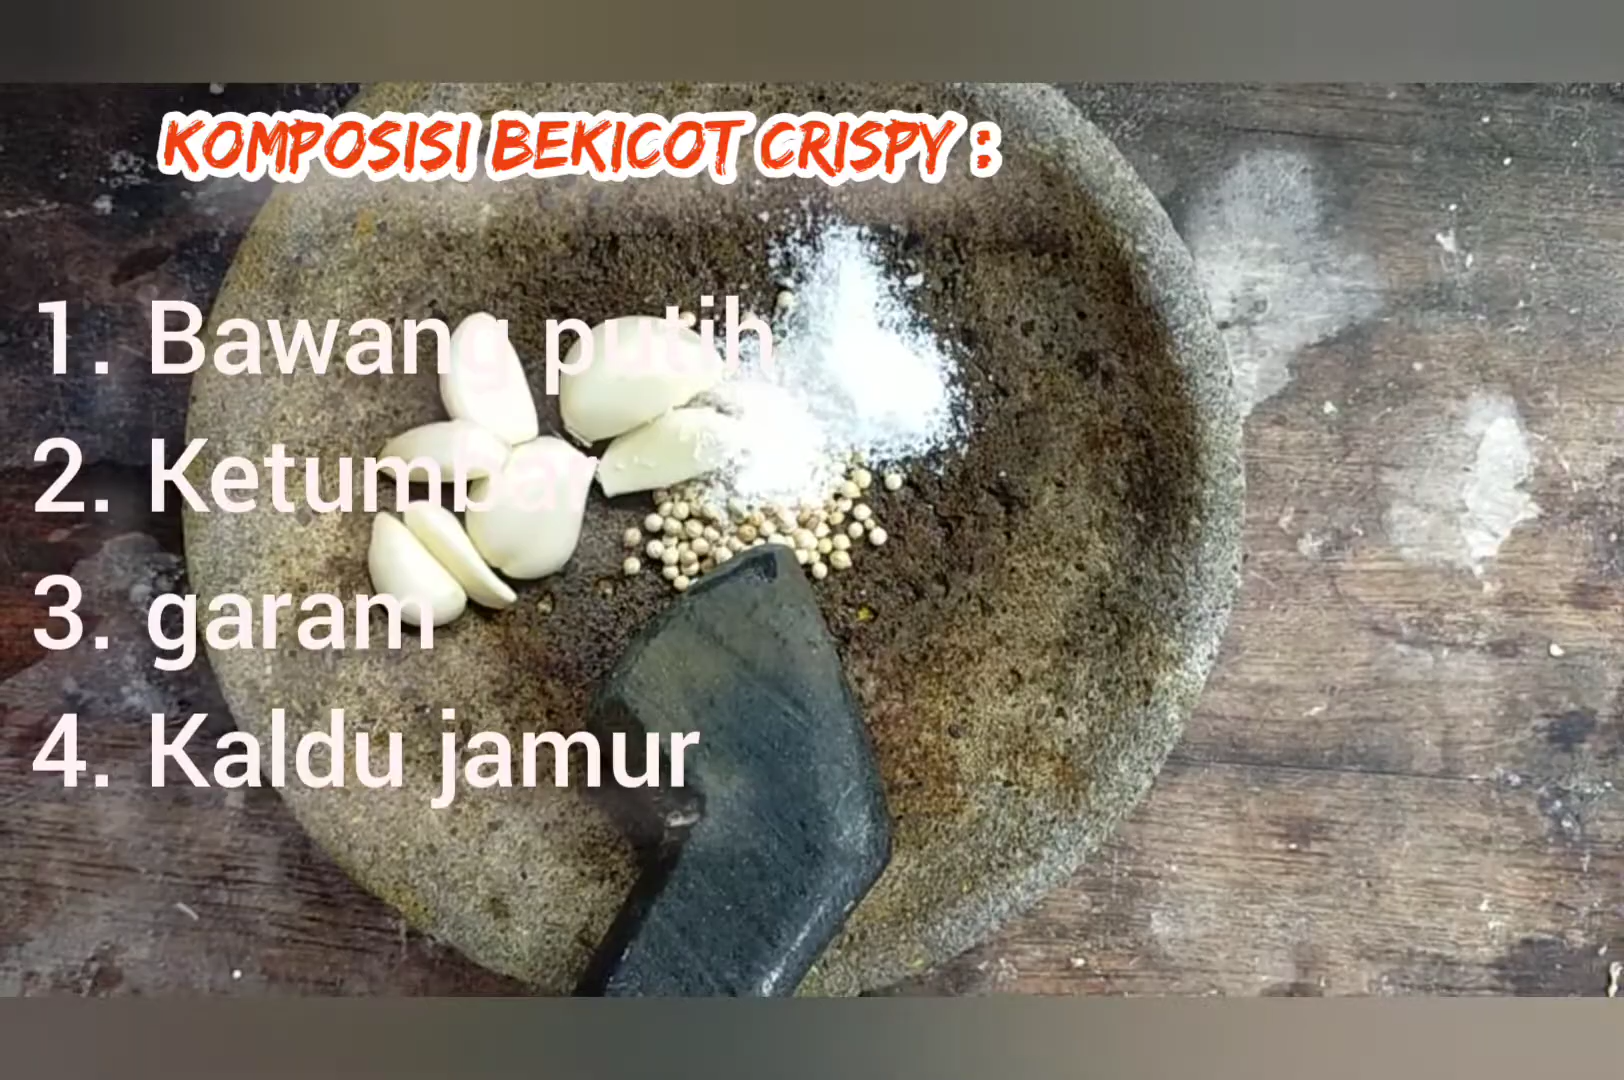 KOMPOSISI BEKICOT CRISPY :
1. Bawang putih
2. Ketumbar
3. garam
4. Kaldu jamur